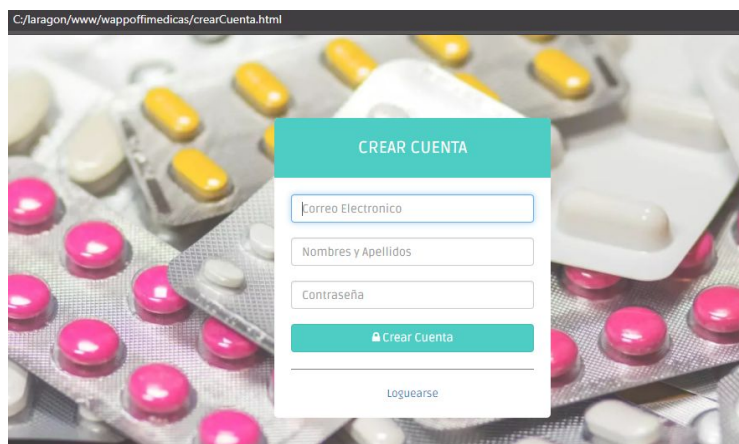 C:/laragon/www/wappoffimedicas/crearCuenta.html
CREAR CUENTA
Correo Electronico
Nombres y Apellidos
Contraseña
Crear Cuenta
Loguearse